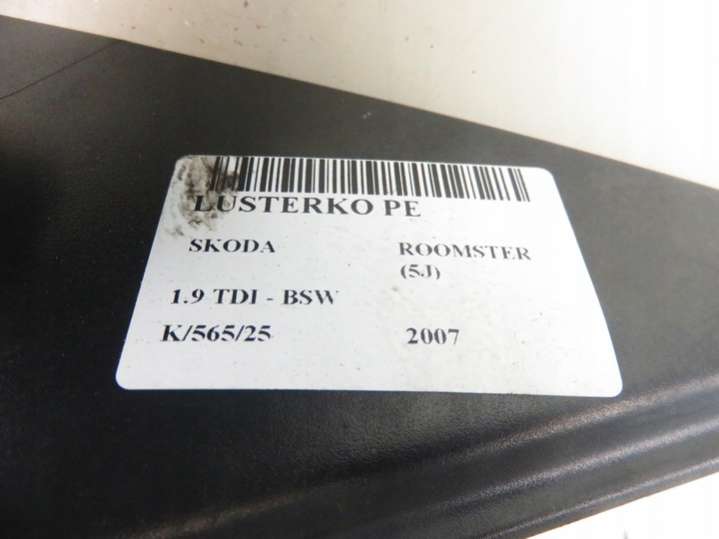 LUSTERKO PE
SKODA ROOMSTER
(5J)
1.9 TDI - BSW
K/565/25 2007